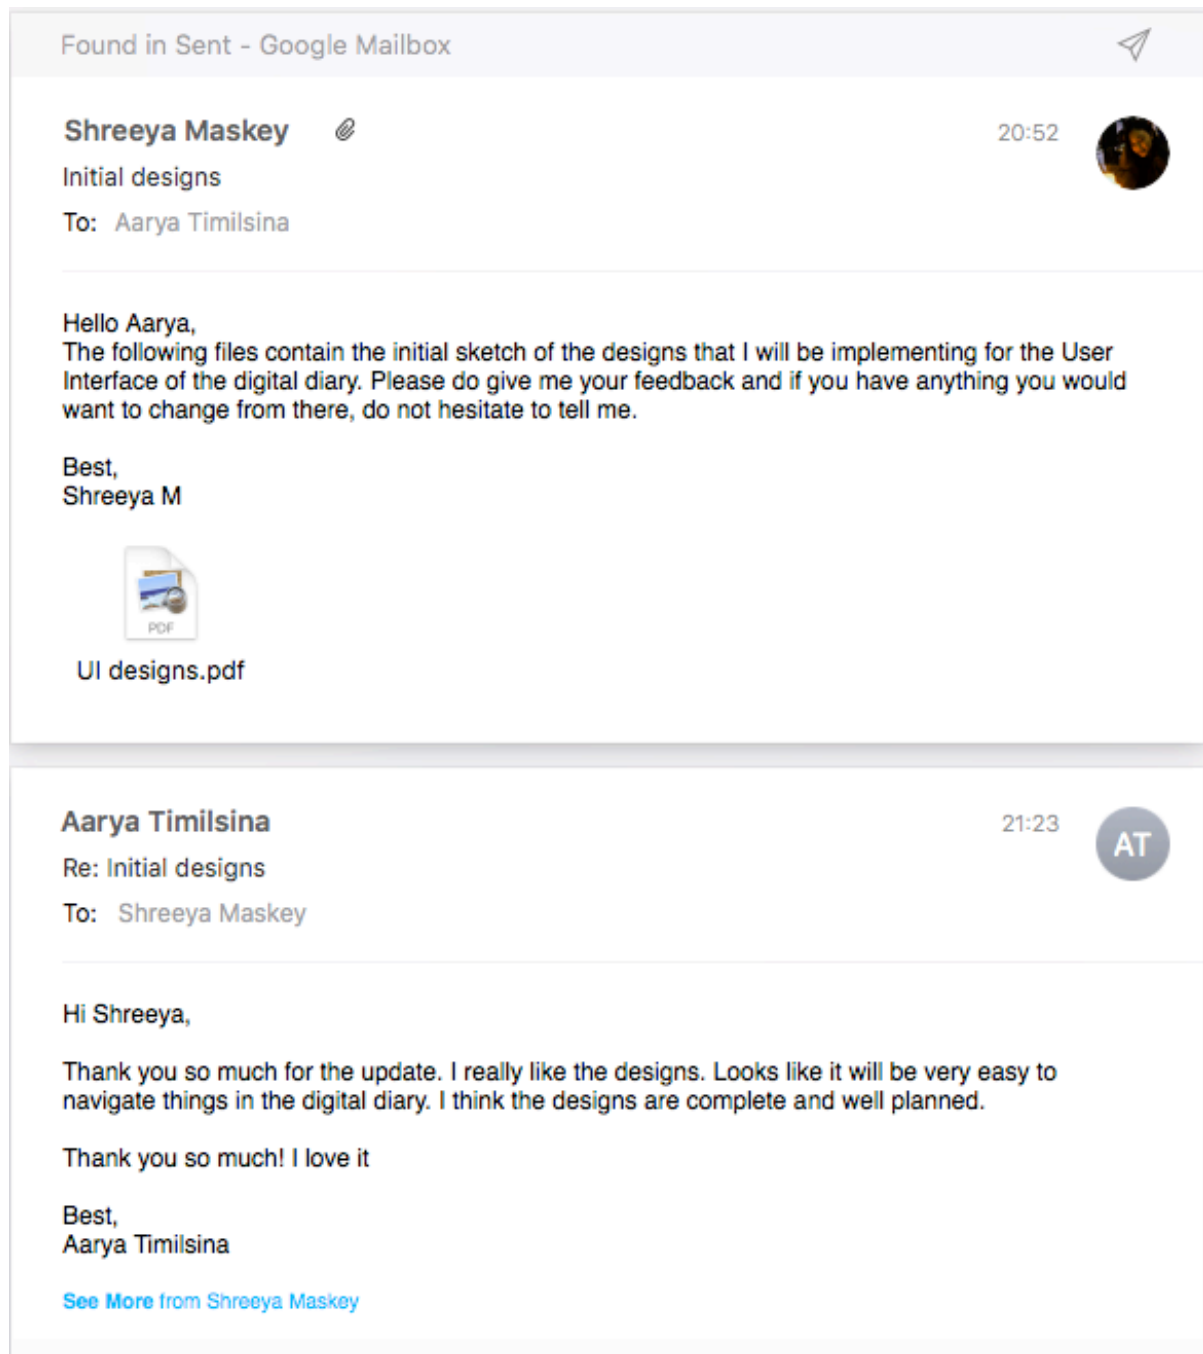 Found in Sent - Google Mailbox
Shreeya Maskey
20:52
Initial designs
To: Aarya Timilsina
Hello Aarya,
The following files contain the initial sketch of the designs that I will be implementing for the User
Interface of the digital diary. Please do give me your feedback and if you have anything you would
want to change from there, do not hesitate to tell me.
Best,
Shreeya M
PDF
UI designs.pdf
Aarya Timilsina
21:23
AT
Re: Initial designs
To: Shreeya Maskey
Hi Shreeya,
Thank you so much for the update. I really like the designs. Looks like it will be very easy to
navigate things in the digital diary. I think the designs are complete and well planned.
Thank you so much! I love it
Best,
Aarya Timilsina
See More from Shreeya Maskey